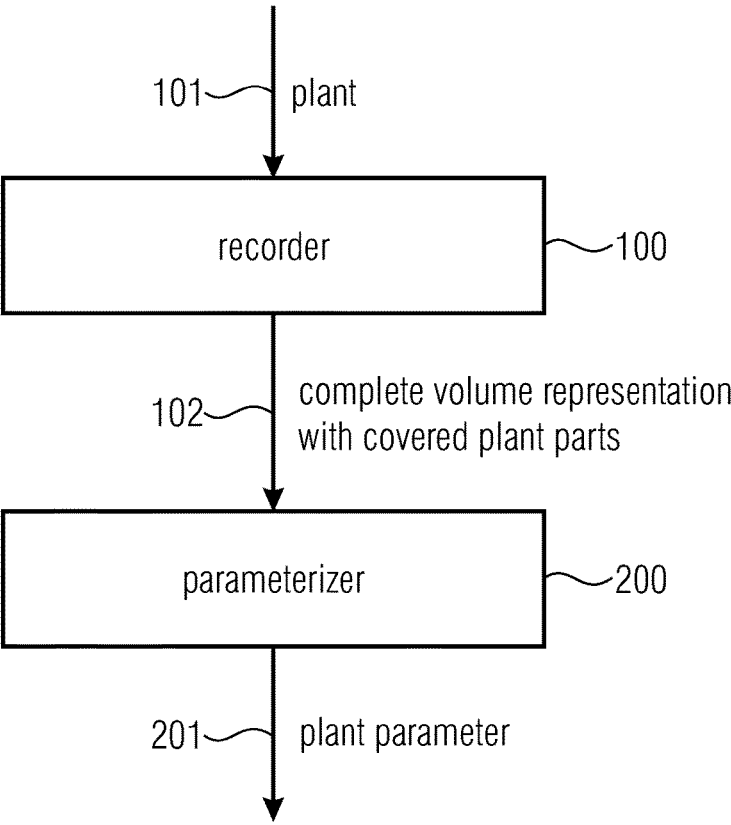 101 plant
recorder 100
102 complete volume representation
with covered plant parts
parameterizer 200
201 plant parameter